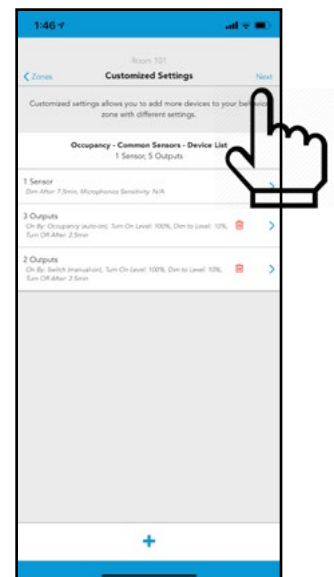 1:46
Room 101
Zones
Customized Settings
Next
Customized settings allows you to add more devices to your behavior
zone with different settings.
Occupancy - Common Sensors - Device List
1 Sensor, 5 Outputs
1 Sensor
Dim After: 7.5min, Microphonics Sensitivity: N/A
3 Outputs
On By: Occupancy (auto-on), Turn On Level: 100%, Dim to Level: 10%,
Turn Off After: 2.5min
2 Outputs
On By: Switch (manual-on), Turn On Level: 100%, Dim to Level: 10%,
Turn Off After: 2.5min